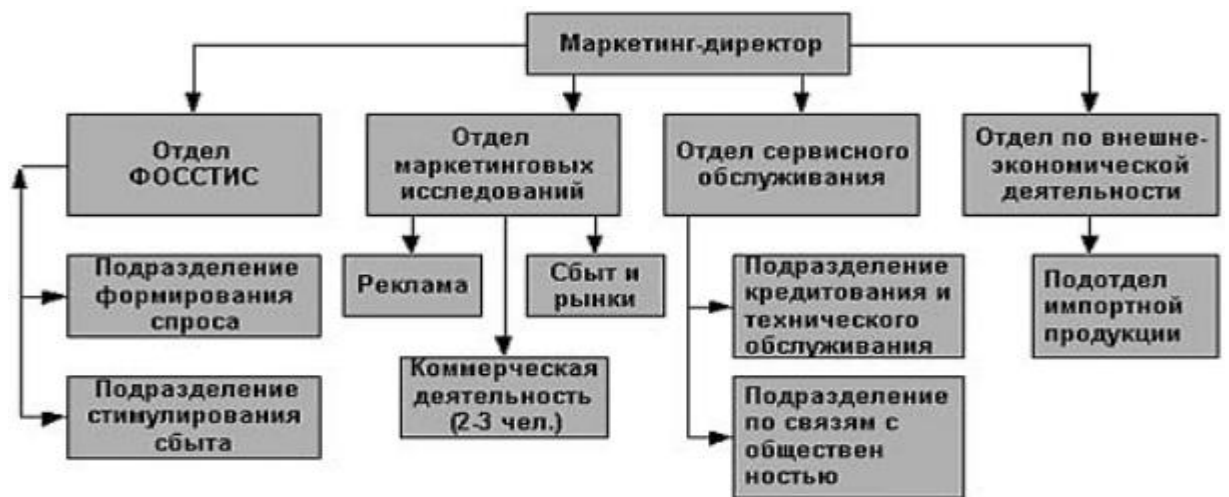 Маркетинг-директор
Отдел
ФОССТИС
Отдел
маркетинговых
исследований
Отдел сервисного
обслуживания
Отдел по внешне-
экономической
деятельности
Подразделение
формирования
спроса
Подразделение
стимулирования
сбыта
Реклама
Коммерческая
деятельность
(2-3 чел.)
Сбыт и
рынки
Подразделение
кредитования и
технического
обслуживания
Подразделение
по связям с
обществен
ностью
Подотдел
импортной
продукции